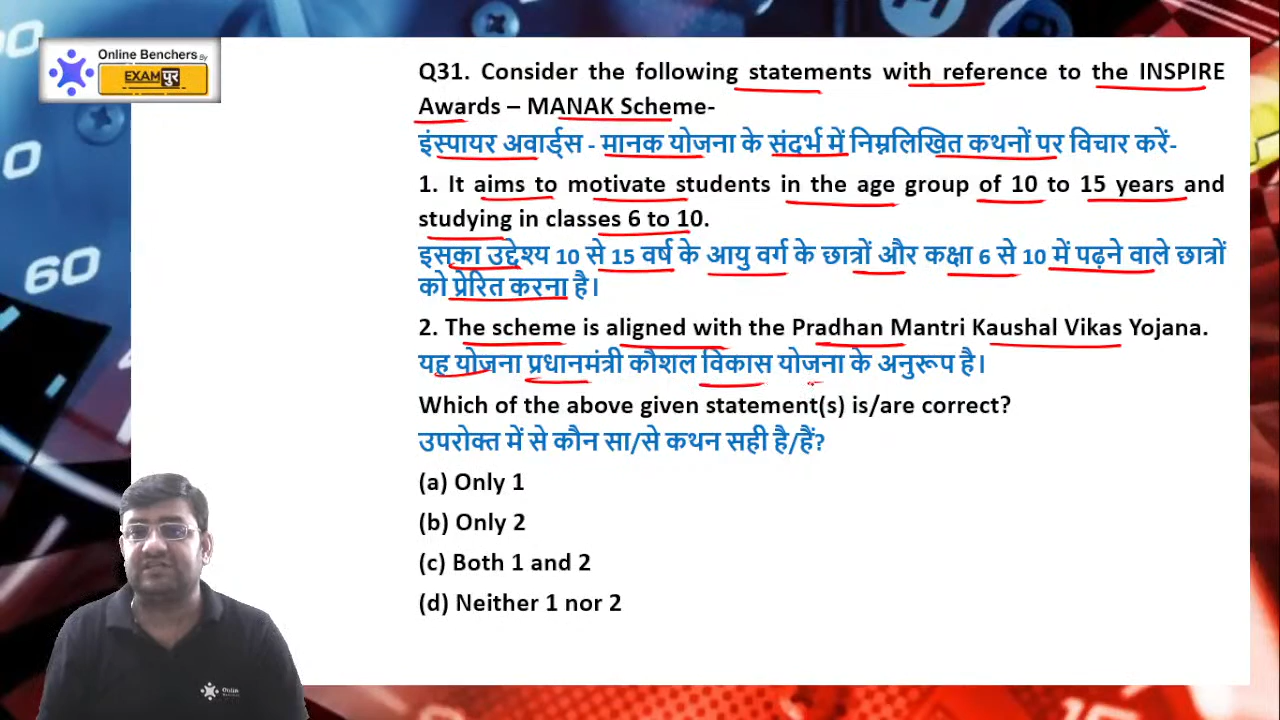 Online Benchers By
EXAMपुर
Q31. Consider the following statements with reference to the INSPIRE
Awards – MANAK Scheme-
इंस्पायर अवार्ड्स - मानक योजना के संदर्भ में निम्नलिखित कथनों पर विचार करें-
1. It aims to motivate students in the age group of 10 to 15 years and
studying in classes 6 to 10.
इसका उद्देश्य 10 से 15 वर्ष के आयु वर्ग के छात्रों और कक्षा 6 से 10 में पढ़ने वाले छात्रों
को प्रेरित करना है।
2. The scheme is aligned with the Pradhan Mantri Kaushal Vikas Yojana.
यह योजना प्रधानमंत्री कौशल विकास योजना के अनुरूप है।
Which of the above given statement(s) is/are correct?
उपरोक्त में से कौन सा/से कथन सही है/हैं?
(a) Only 1
(b) Only 2
(c) Both 1 and 2
(d) Neither 1 nor 2